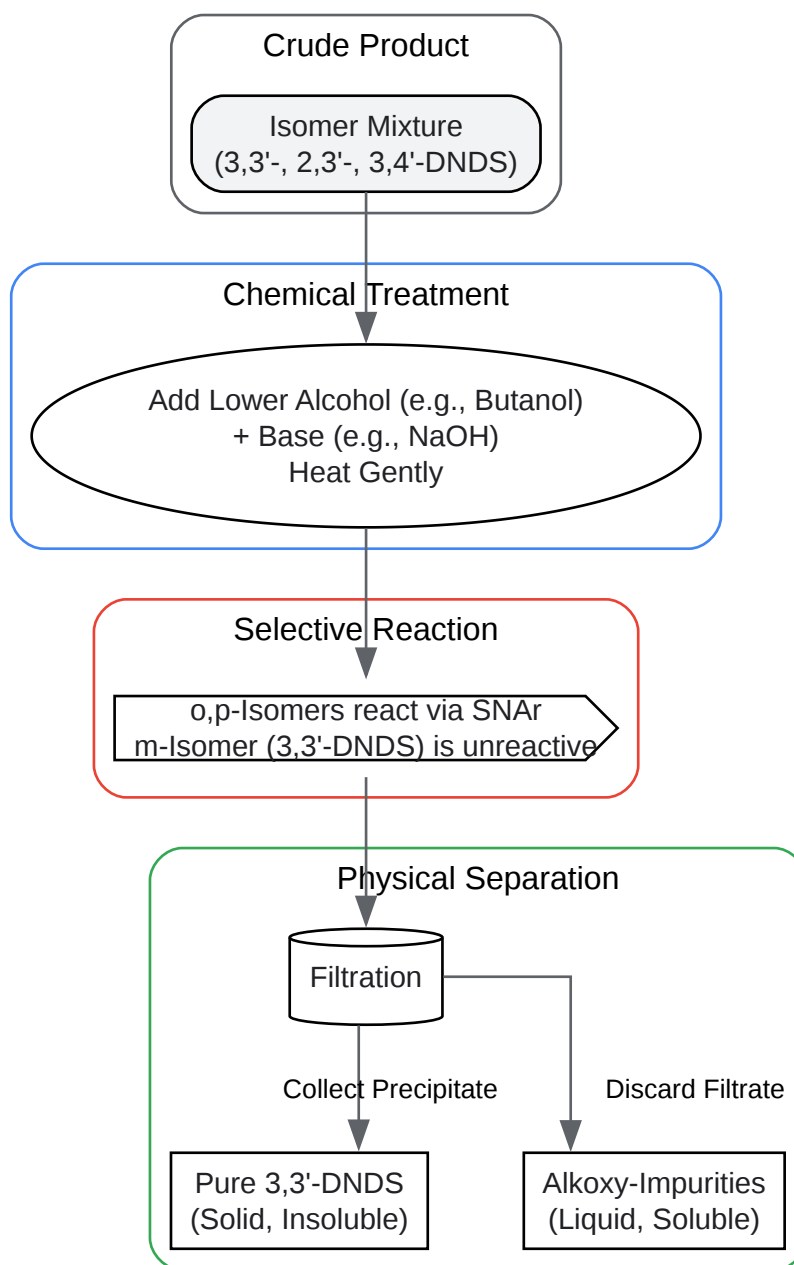 Crude Product
Isomer Mixture
(3,3'-, 2,3'-, 3,4'-DNDS)
Chemical Treatment
Add Lower Alcohol (e.g., Butanol)
+ Base (e.g., NaOH)
Heat Gently
Selective Reaction
o,p-Isomers react via SNAr
m-Isomer (3,3'-DNDS) is unreactive
Physical Separation
Filtration
Collect Precipitate
Discard Filtrate
Pure 3,3'-DNDS
(Solid, Insoluble)
Alkoxy-Impurities
(Liquid, Soluble)